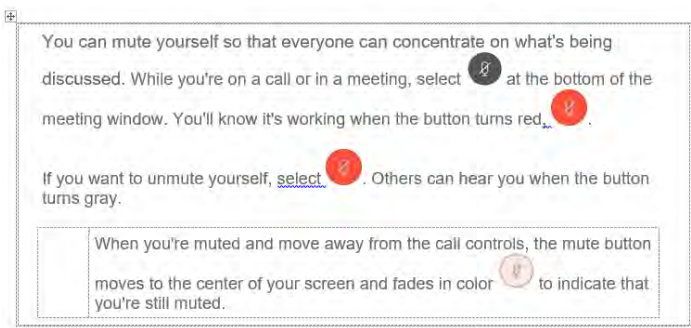 You can mute yourself so that everyone can concentrate on what's being
discussed. While you're on a call or in a meeting, select at the bottom of the
meeting window. You'll know it's working when the button turns red, .
If you want to unmute yourself, select . Others can hear you when the button
turns gray.
When you're muted and move away from the call controls, the mute button
moves to the center of your screen and fades in color to indicate that
you're still muted.